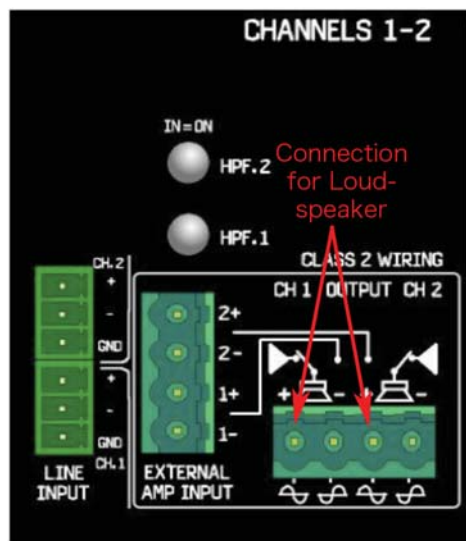 CHANNELS 1-2
IN=ON
HPF.2
Connection
for Loud-
speaker
HPF.1
CLASS 2 WIRING
CH 1 OUTPUT CH 2
CH.2
+
-
GND
+
-
GND
CH.1
LINE
INPUT
2+
2-
1+
1-
EXTERNAL
AMP INPUT
+ - + -